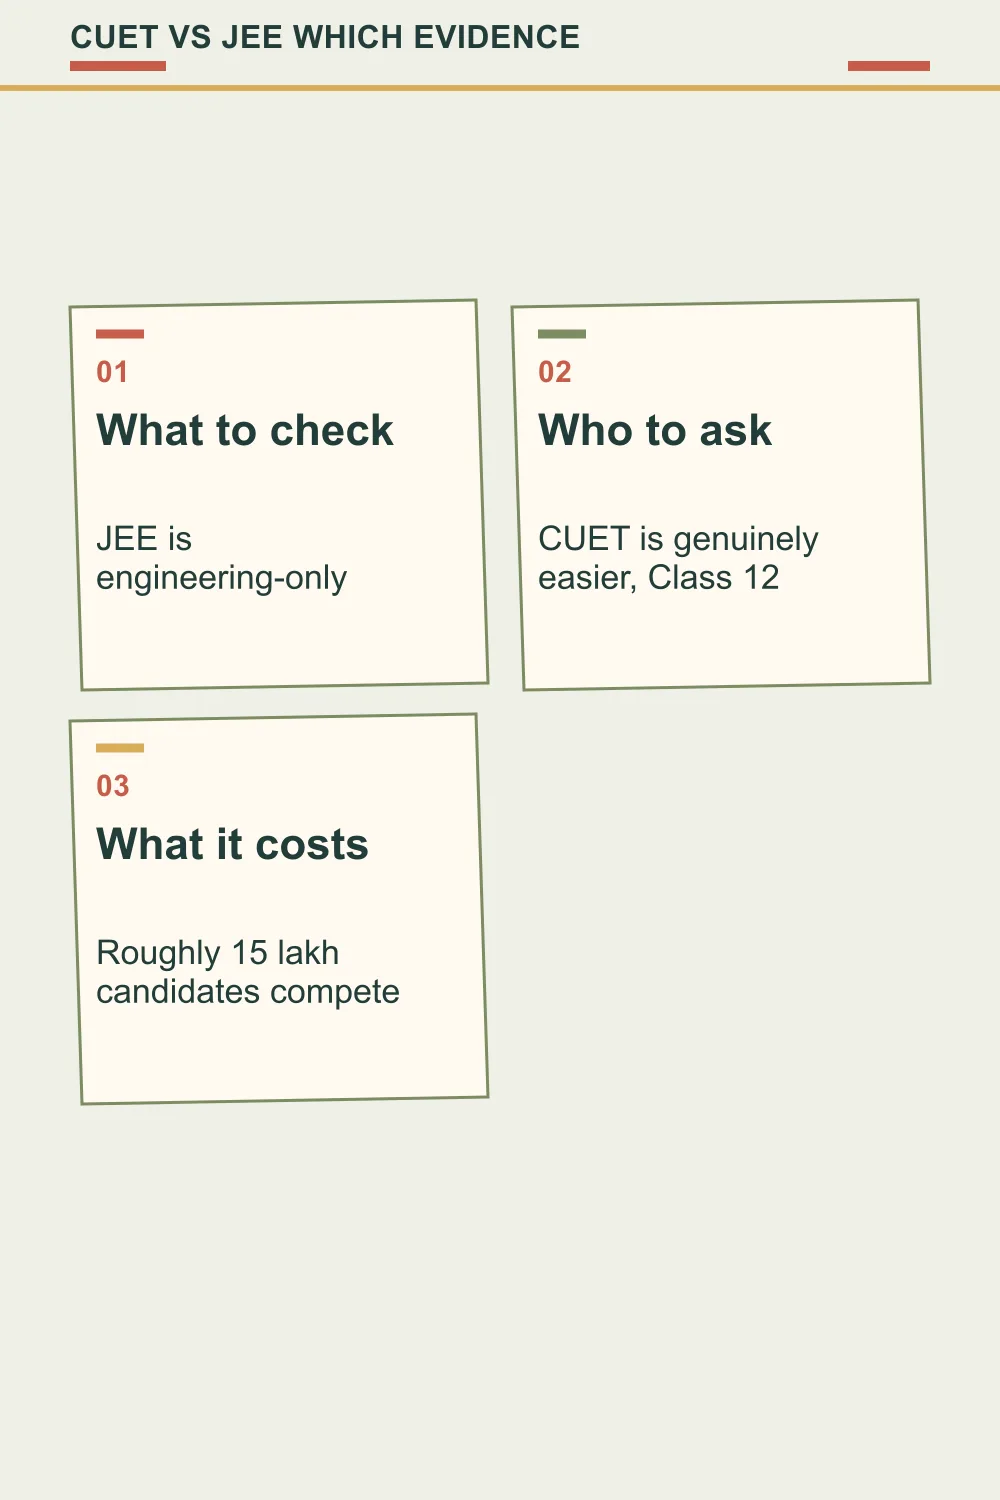 CUET VS JEE WHICH EVIDENCE
01
What to check
JEE is
engineering-only
02
Who to ask
CUET is genuinely
easier, Class 12
03
What it costs
Roughly 15 lakh
candidates compete